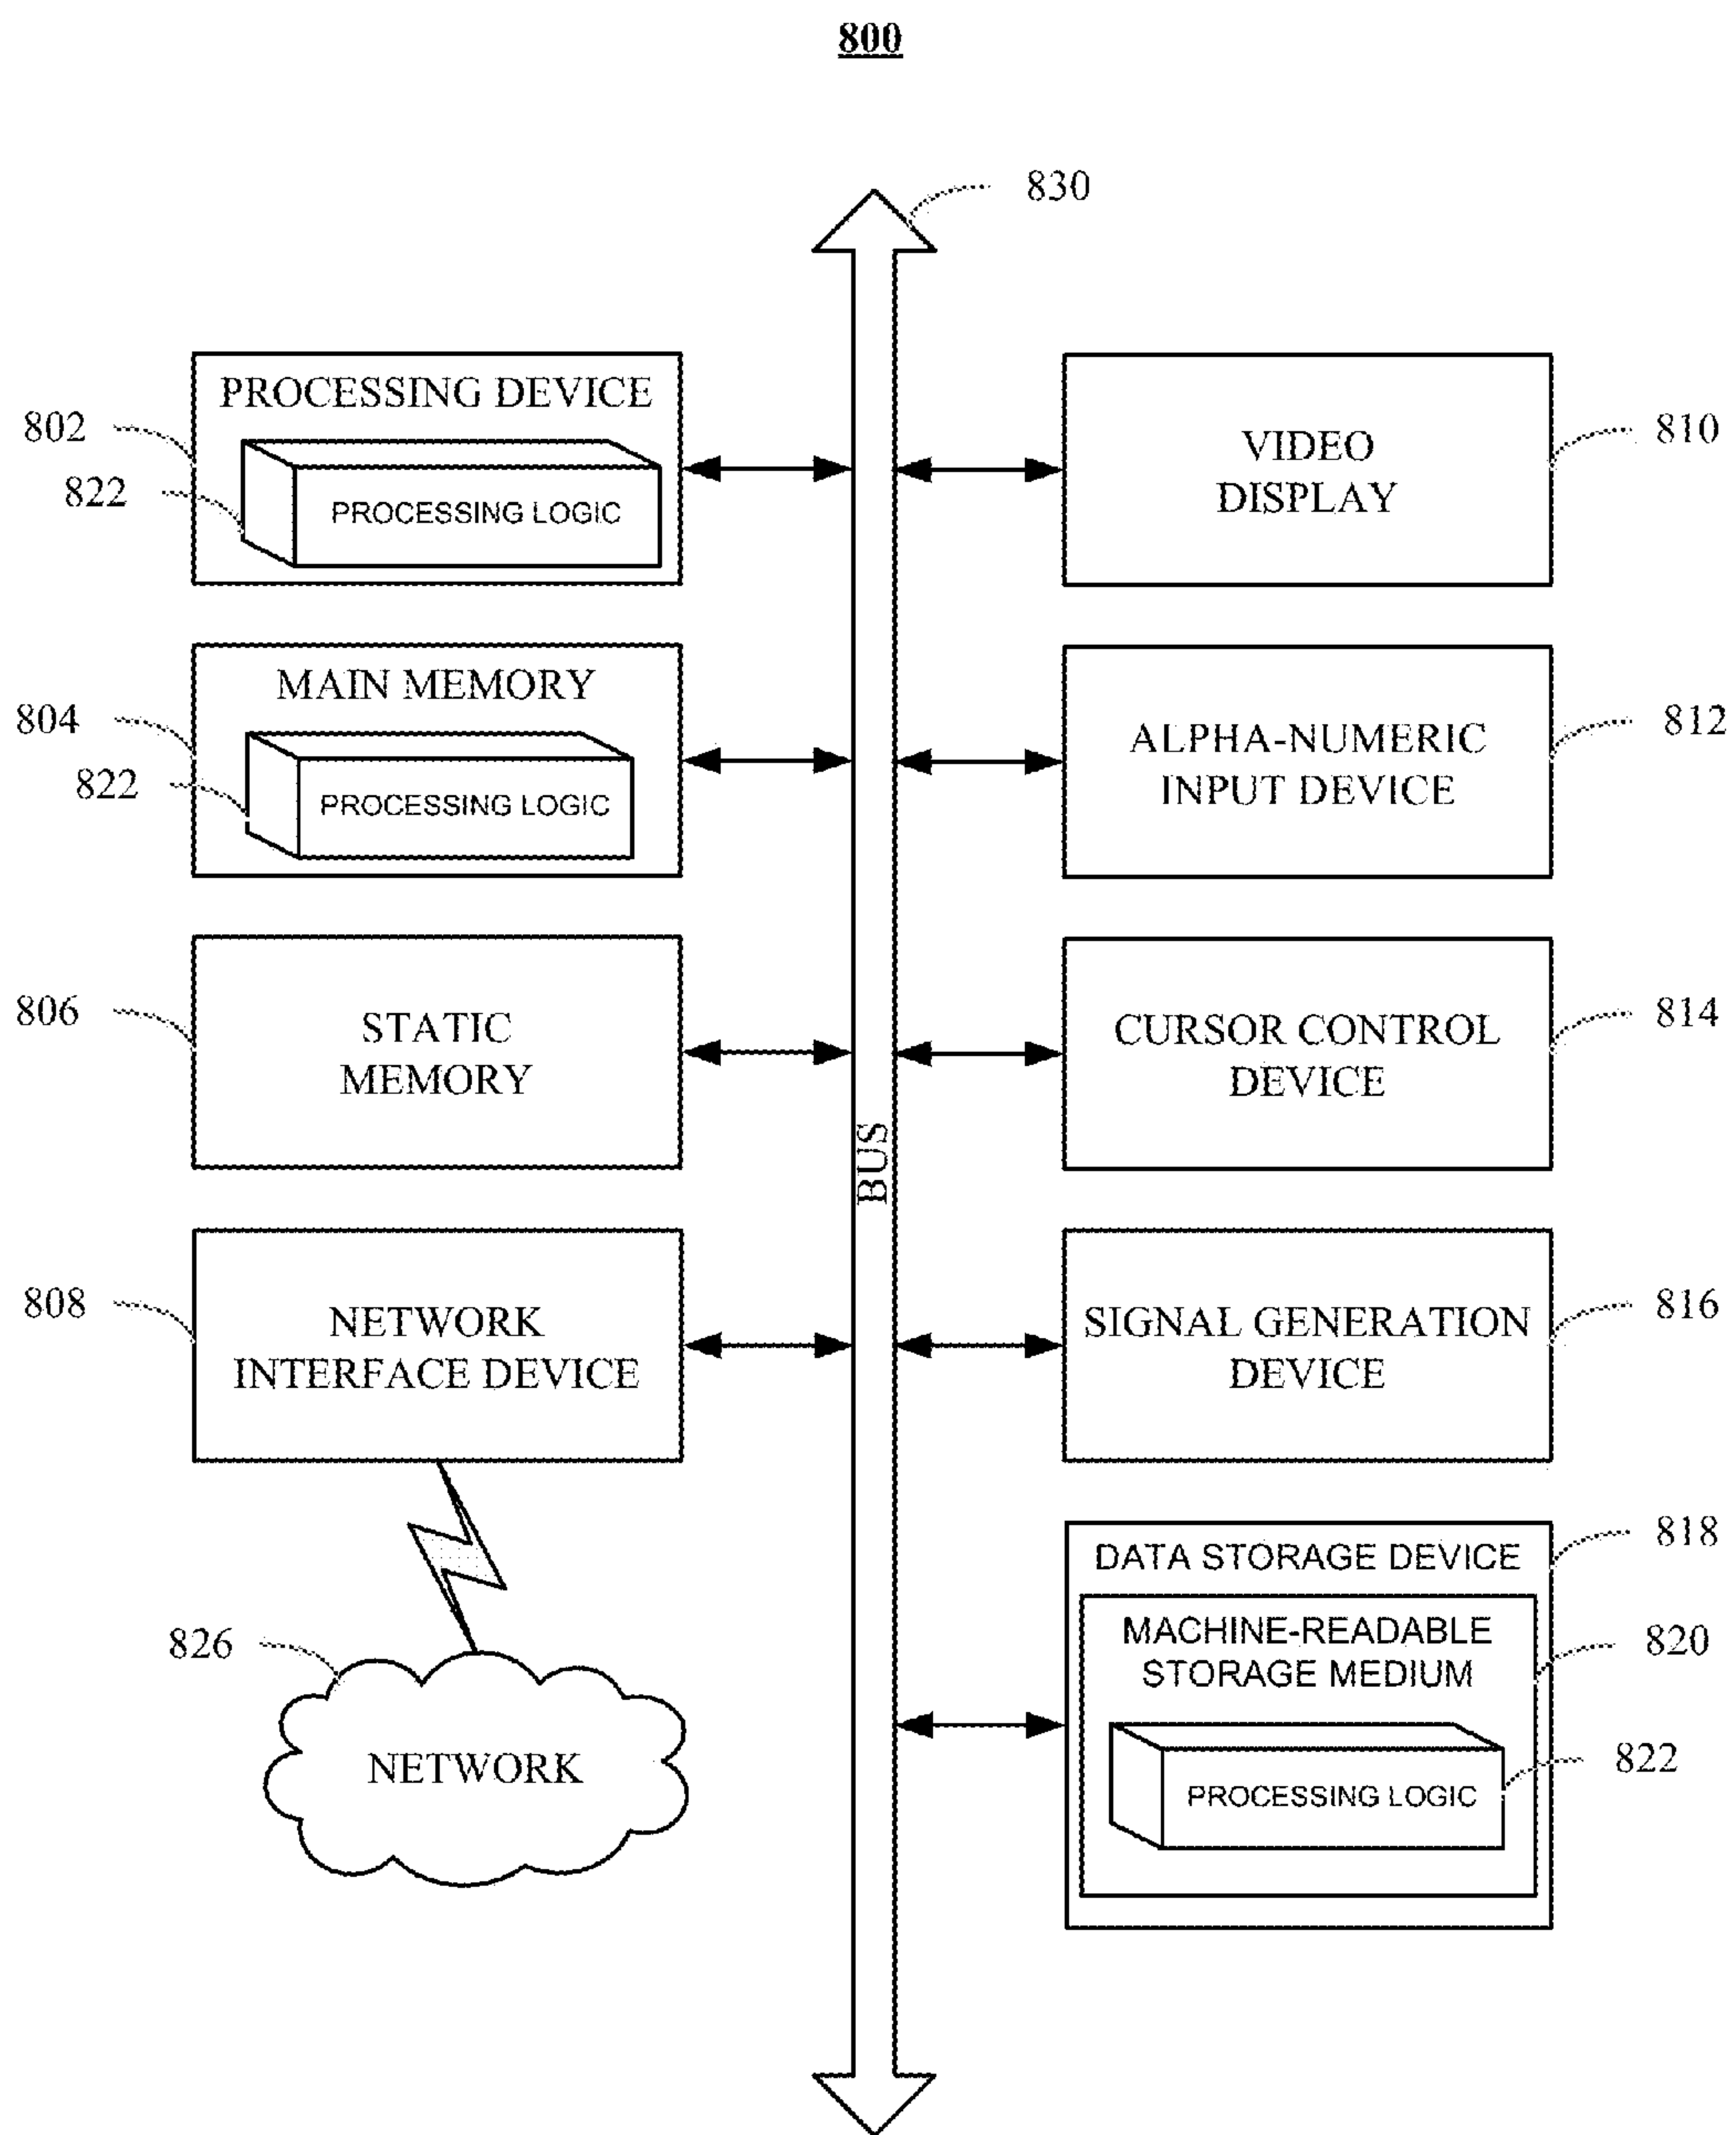 800
830
PROCESSING DEVICE
802
822
PROCESSING LOGIC
VIDEO
DISPLAY
810
MAIN MEMORY
804
822
PROCESSING LOGIC
ALPHA-NUMERIC
INPUT DEVICE
812
806
STATIC
MEMORY
CURSOR CONTROL
DEVICE
814
BUS
808
NETWORK
INTERFACE DEVICE
SIGNAL GENERATION
DEVICE
816
818
DATA STORAGE DEVICE
MACHINE-READABLE
STORAGE MEDIUM
820
822
PROCESSING LOGIC
826
NETWORK